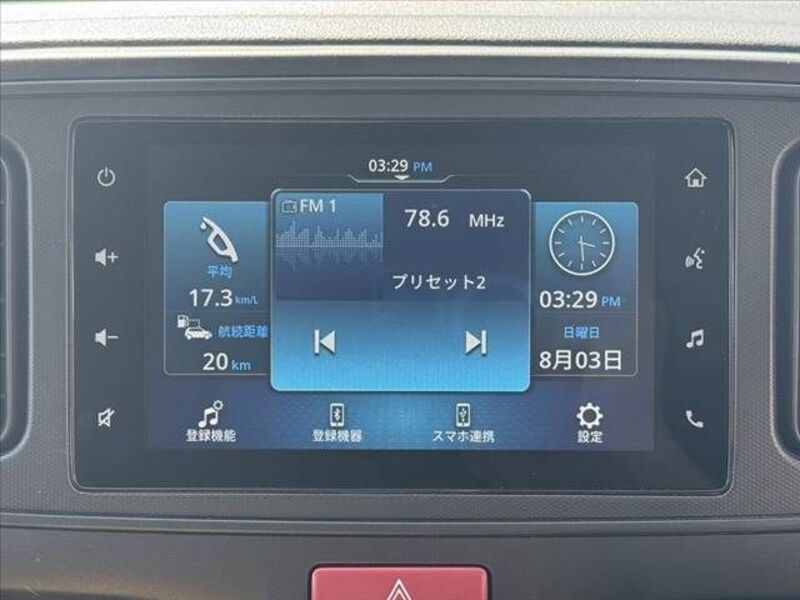 03:29 PM
FM 1
78.6 MHz
プリセット2
平均
17.3 km/L
航続距離
20 km
03:29 PM
日曜日
8月03日
登録機能
登録機器
スマホ連携
設定